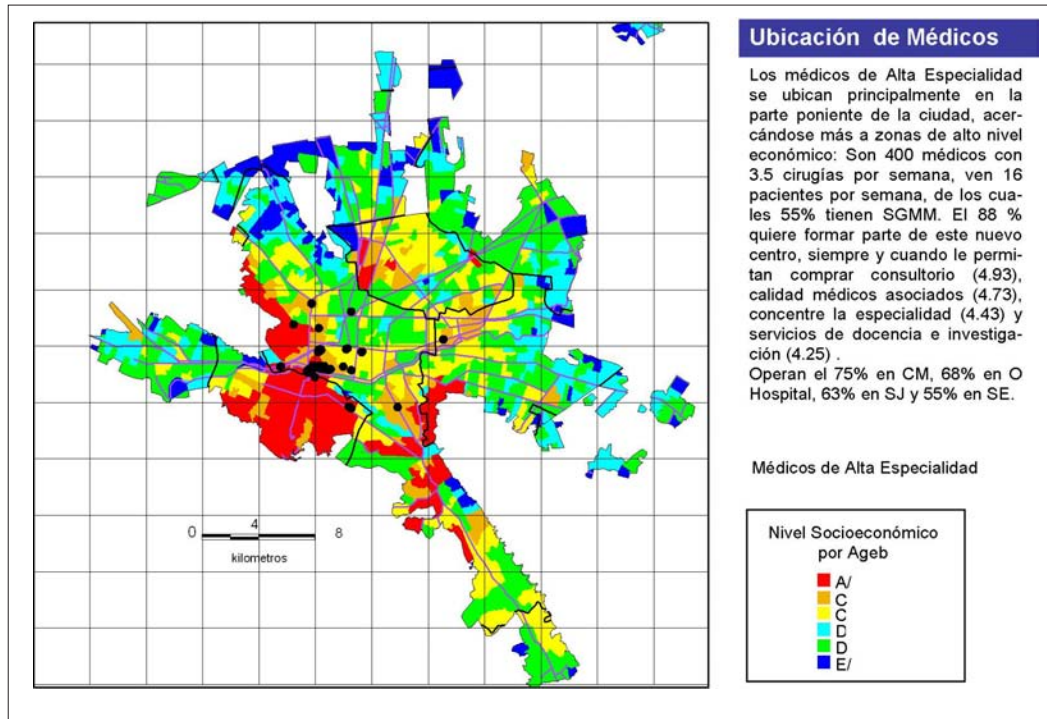 Ubicación de Médicos
Los médicos de Alta Especialidad
se ubican principalmente en la
parte poniente de la ciudad, acer-
cándose más a zonas de alto nivel
económico: Son 400 médicos con
3.5 cirugías por semana, ven 16
pacientes por semana, de los cua-
les 55% tienen SGMM. El 88 %
quiere formar parte de este nuevo
centro, siempre y cuando le permi-
tan comprar consultorio (4.93),
calidad médicos asociados (4.73),
concentre la especialidad (4.43) y
servicios de docencia e investiga-
ción (4.25) .
Operan el 75% en CM, 68% en O
Hospital, 63% en SJ y 55% en SE.
Médicos de Alta Especialidad
0 4 8
kilometros
Nivel Socioeconómico
por Ageb
A/
C
C
D
D
E/